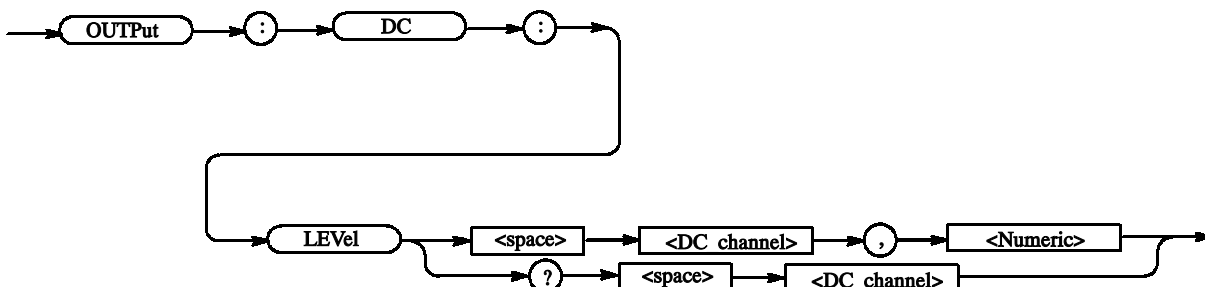 OUTPut : DC :
LEVel <space> <DC channel> , <Numeric>
? <space> <DC channel>